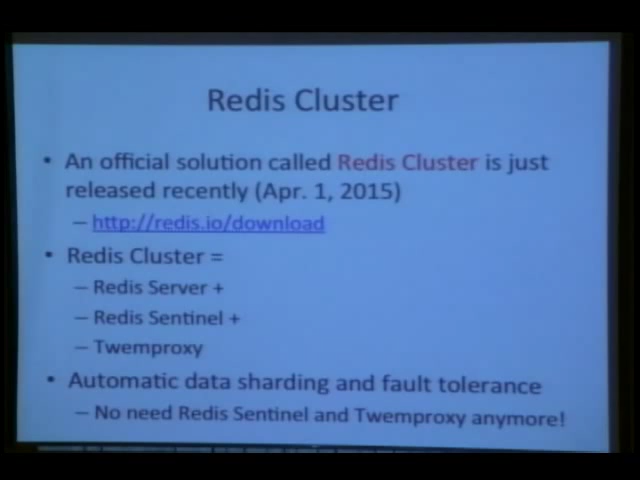 Redis Cluster
• An official solution called Redis Cluster is just
released recently (Apr. 1, 2015)
– http://redis.io/download
• Redis Cluster =
– Redis Server +
– Redis Sentinel +
– Twemproxy
• Automatic data sharding and fault tolerance
– No need Redis Sentinel and Twemproxy anymore!